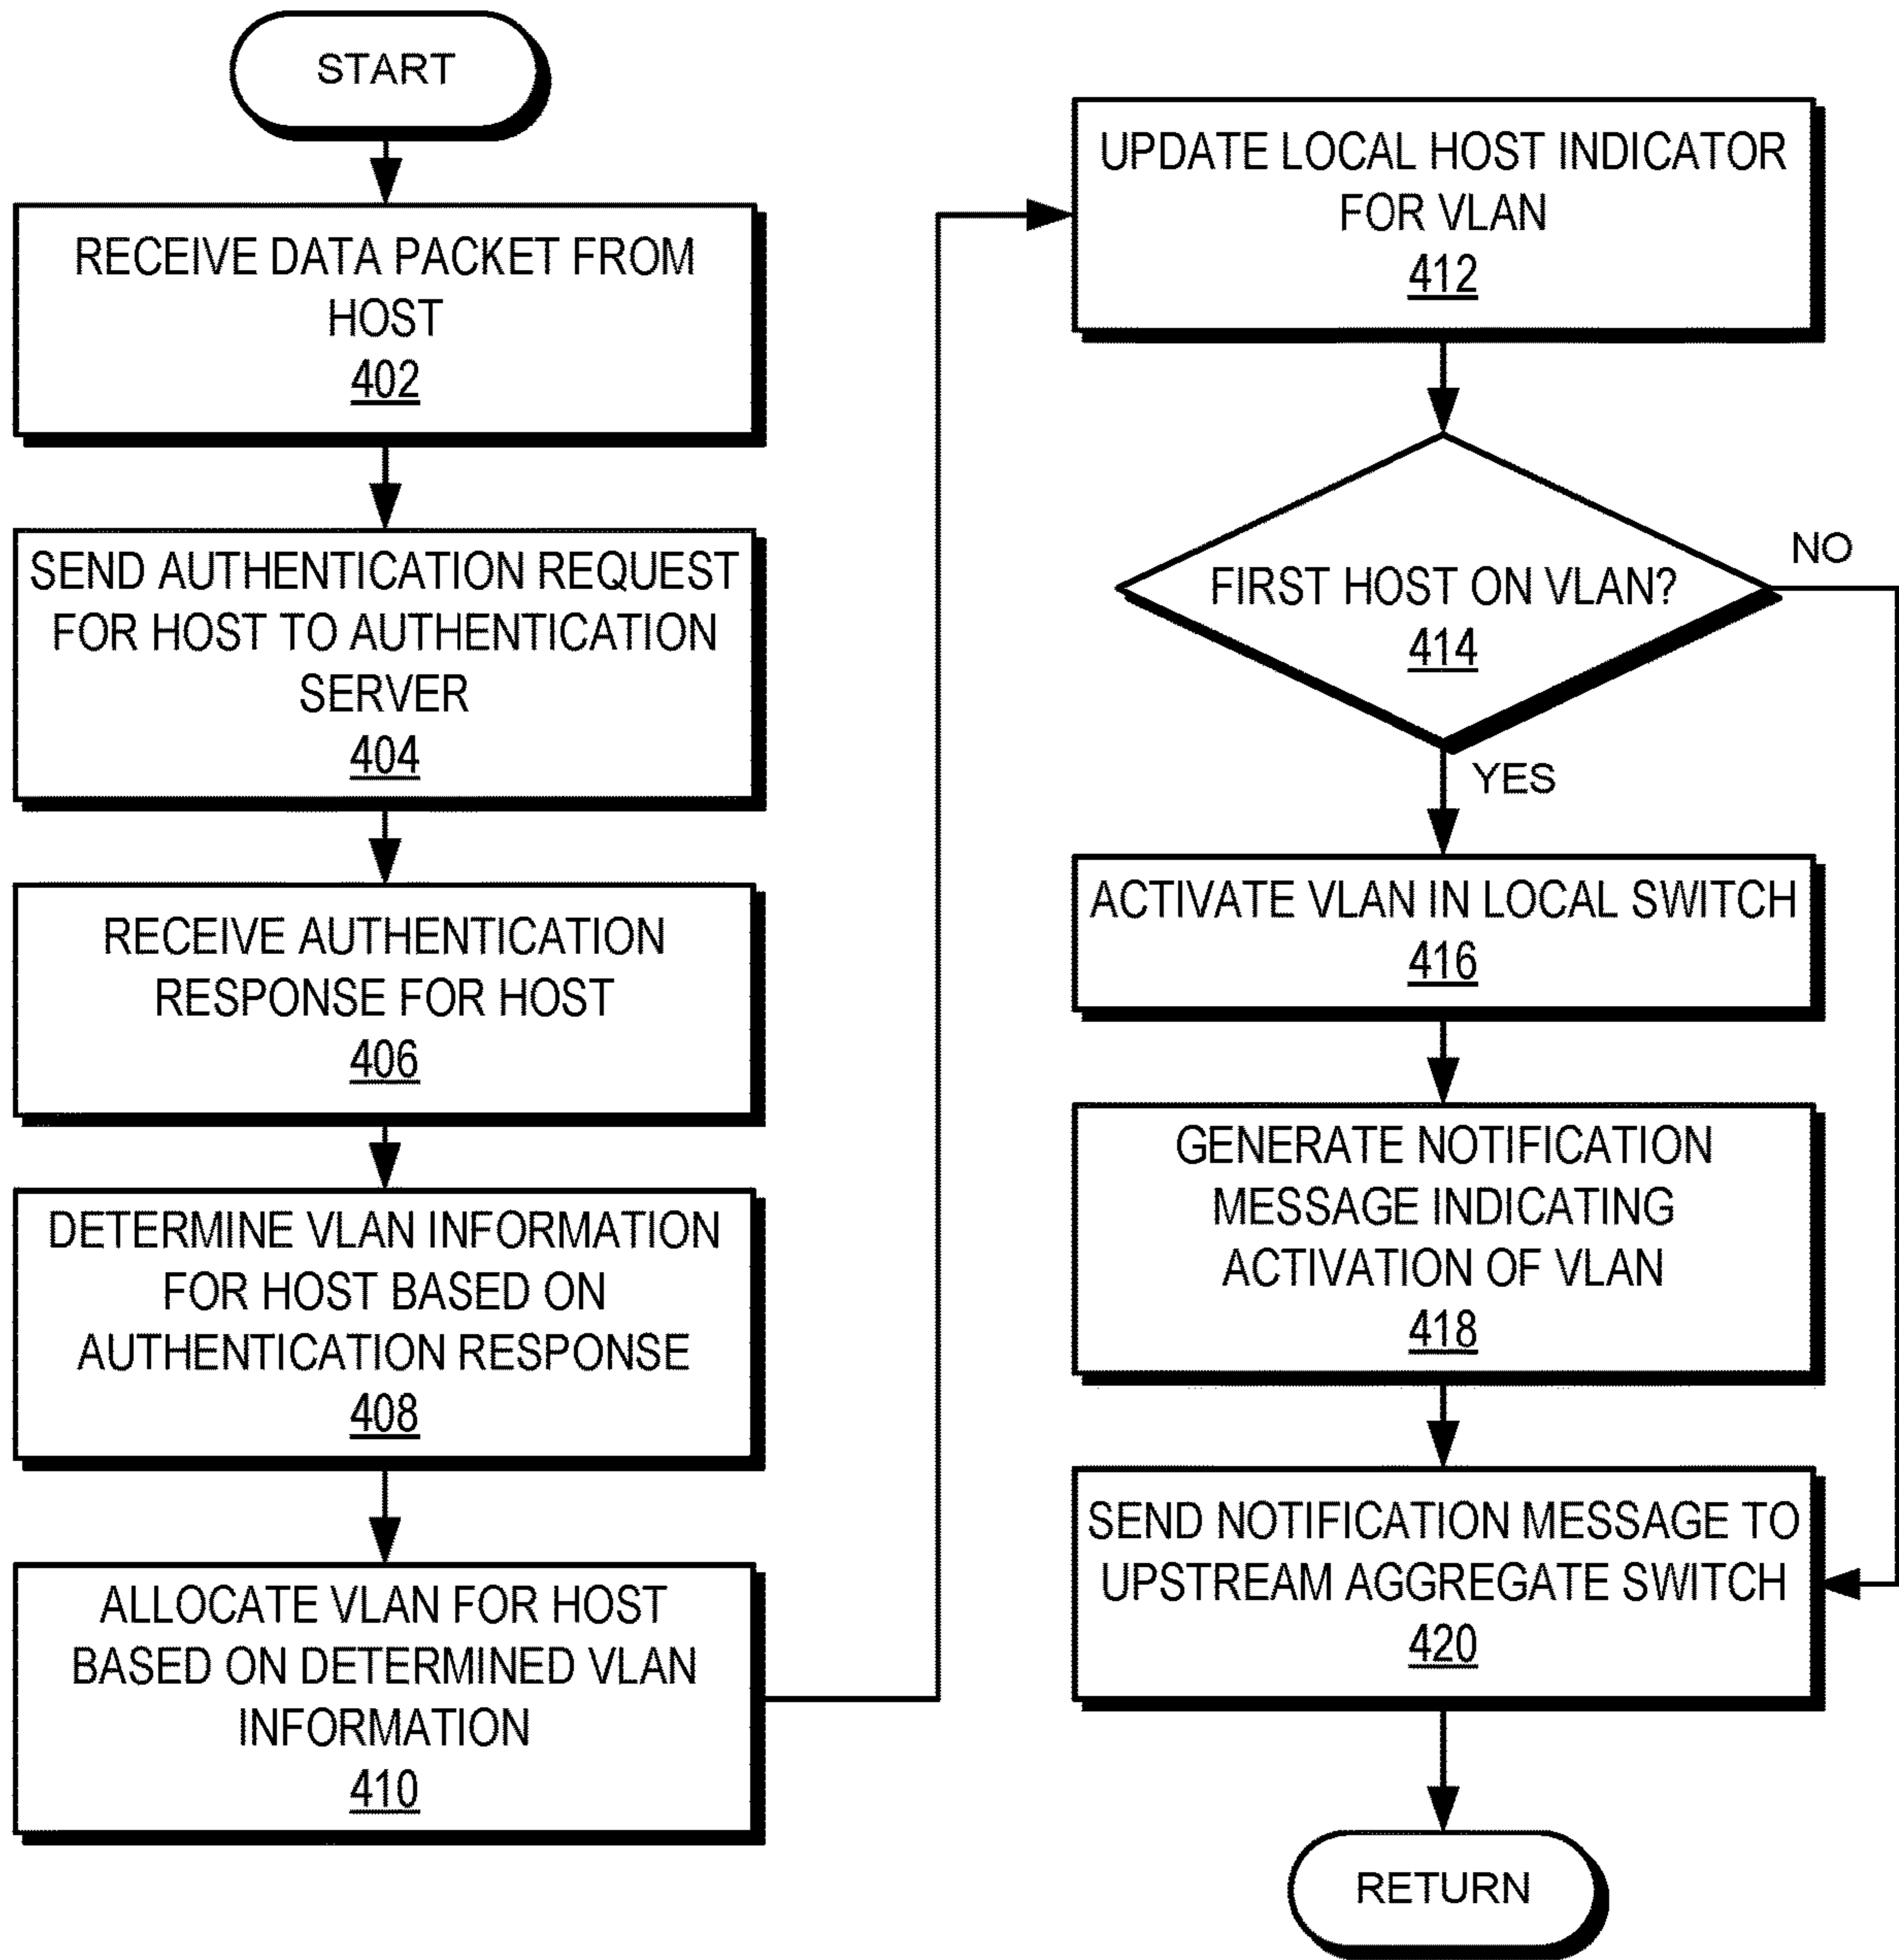 START
RECEIVE DATA PACKET FROM
HOST
402
SEND AUTHENTICATION REQUEST
FOR HOST TO AUTHENTICATION
SERVER
404
RECEIVE AUTHENTICATION
RESPONSE FOR HOST
406
DETERMINE VLAN INFORMATION
FOR HOST BASED ON
AUTHENTICATION RESPONSE
408
ALLOCATE VLAN FOR HOST
BASED ON DETERMINED VLAN
INFORMATION
410
UPDATE LOCAL HOST INDICATOR
FOR VLAN
412
FIRST HOST ON VLAN?
414
NO
YES
ACTIVATE VLAN IN LOCAL SWITCH
416
GENERATE NOTIFICATION
MESSAGE INDICATING
ACTIVATION OF VLAN
418
SEND NOTIFICATION MESSAGE TO
UPSTREAM AGGREGATE SWITCH
420
RETURN